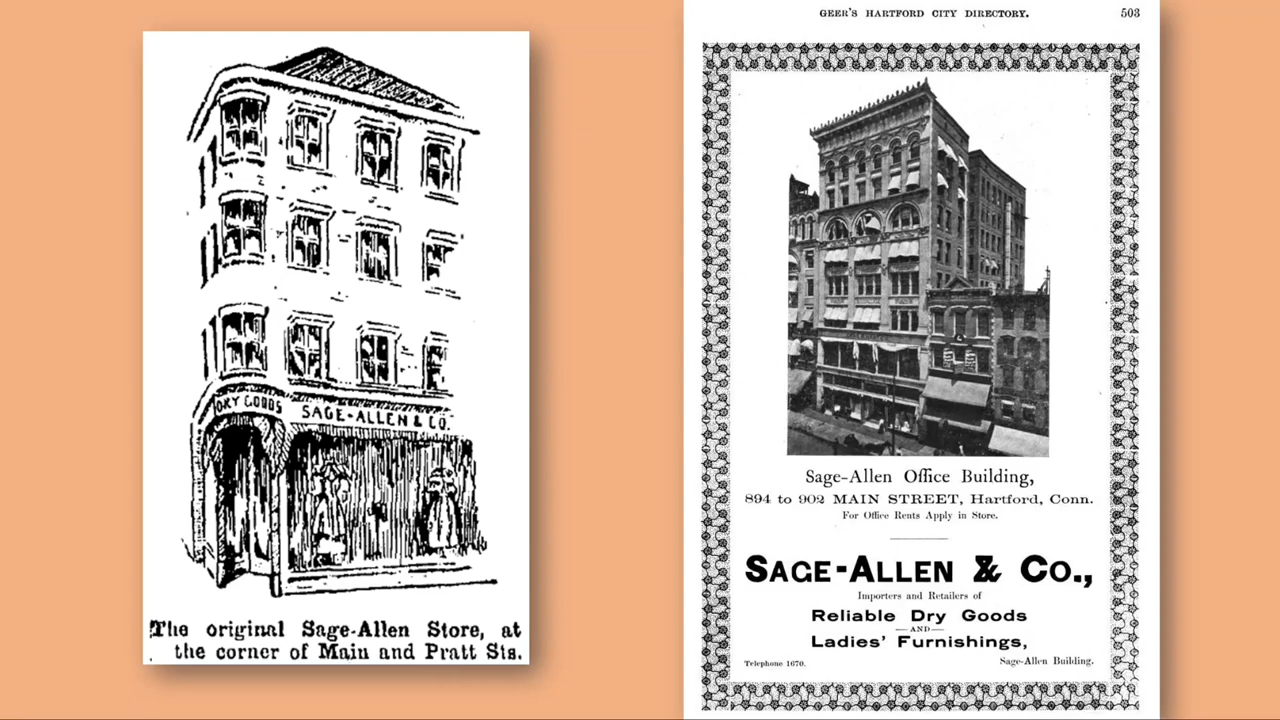 DRY GOODS
SAGE-ALLEN & CO.
The original Sage-Allen Store, at
the corner of Main and Pratt Sts.
GEER'S HARTFORD CITY DIRECTORY.
503
Sage-Allen Office Building,
894 to 902 MAIN STREET, Hartford, Conn.
For Office Rents Apply in Store.
SAGE-ALLEN & CO.,
Importers and Retailers of
Reliable Dry Goods
—AND—
Ladies' Furnishings,
Telephone 1670.
Sage-Allen Building.